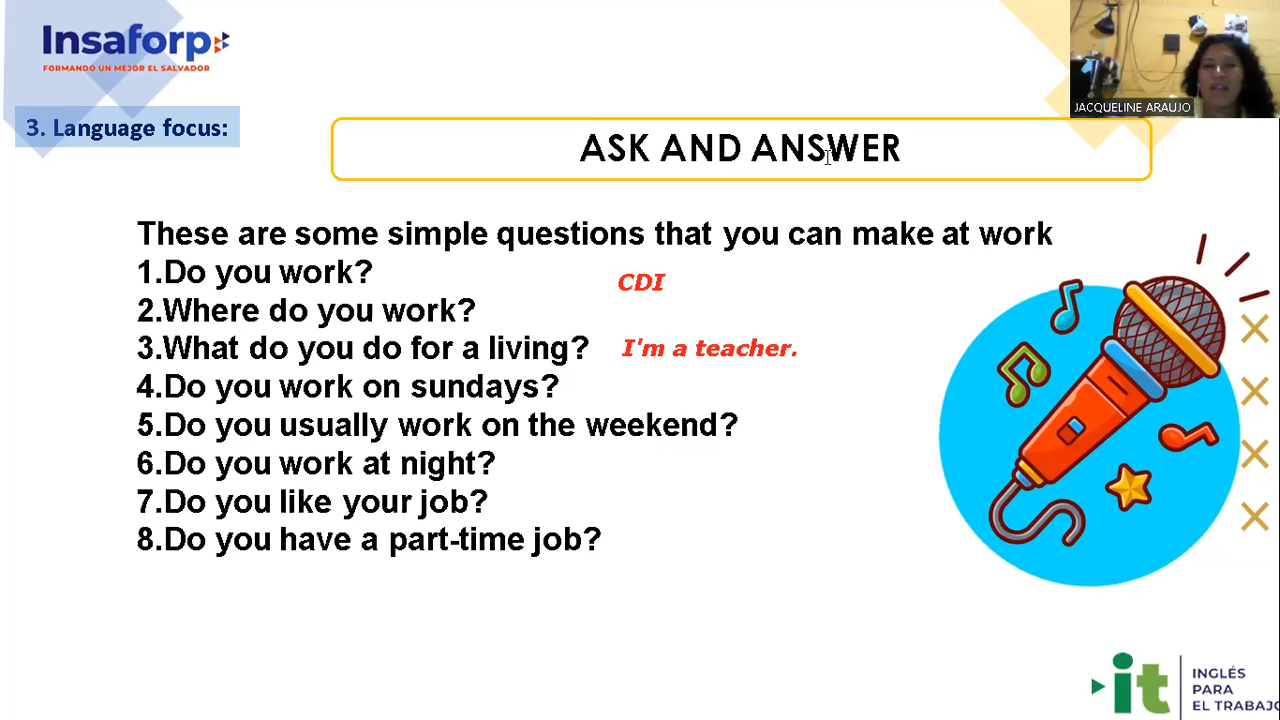 Insaforp
FORMANDO UN MEJOR EL SALVADOR
JACQUELINE ARAUJO
3. Language focus:
ASK AND ANSWER
These are some simple questions that you can make at work
1.Do you work?
CDI
2.Where do you work?
3.What do you do for a living?
I'm a teacher.
4.Do you work on sundays?
5.Do you usually work on the weekend?
6.Do you work at night?
7.Do you like your job?
8.Do you have a part-time job?
it
INGLÉS
PARA
EL TRABAJO